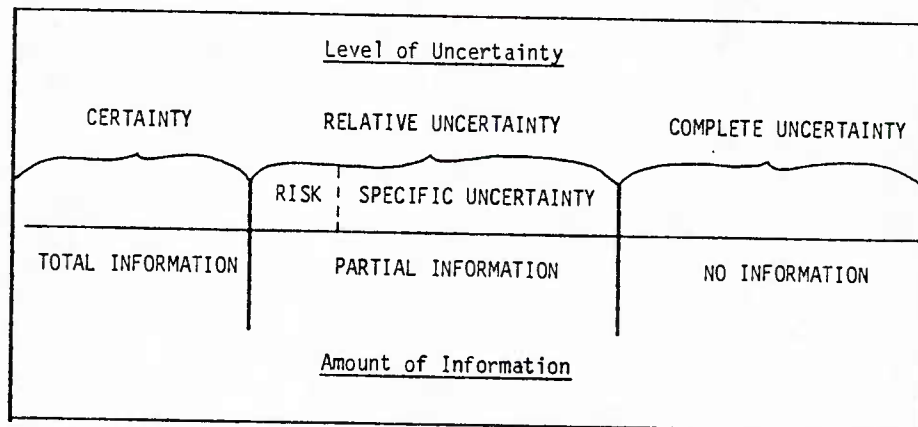 Level of Uncertainty
CERTAINTY RELATIVE UNCERTAINTY COMPLETE UNCERTAINTY
RISK SPECIFIC UNCERTAINTY
TOTAL INFORMATION PARTIAL INFORMATION NO INFORMATION
Amount of Information